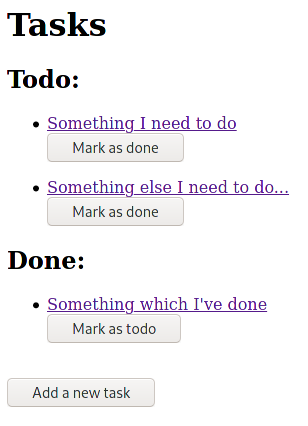 Tasks
Todo:
Something I need to do
Mark as done
Something else I need to do...
Mark as done
Done:
Something which I've done
Mark as todo
Add a new task